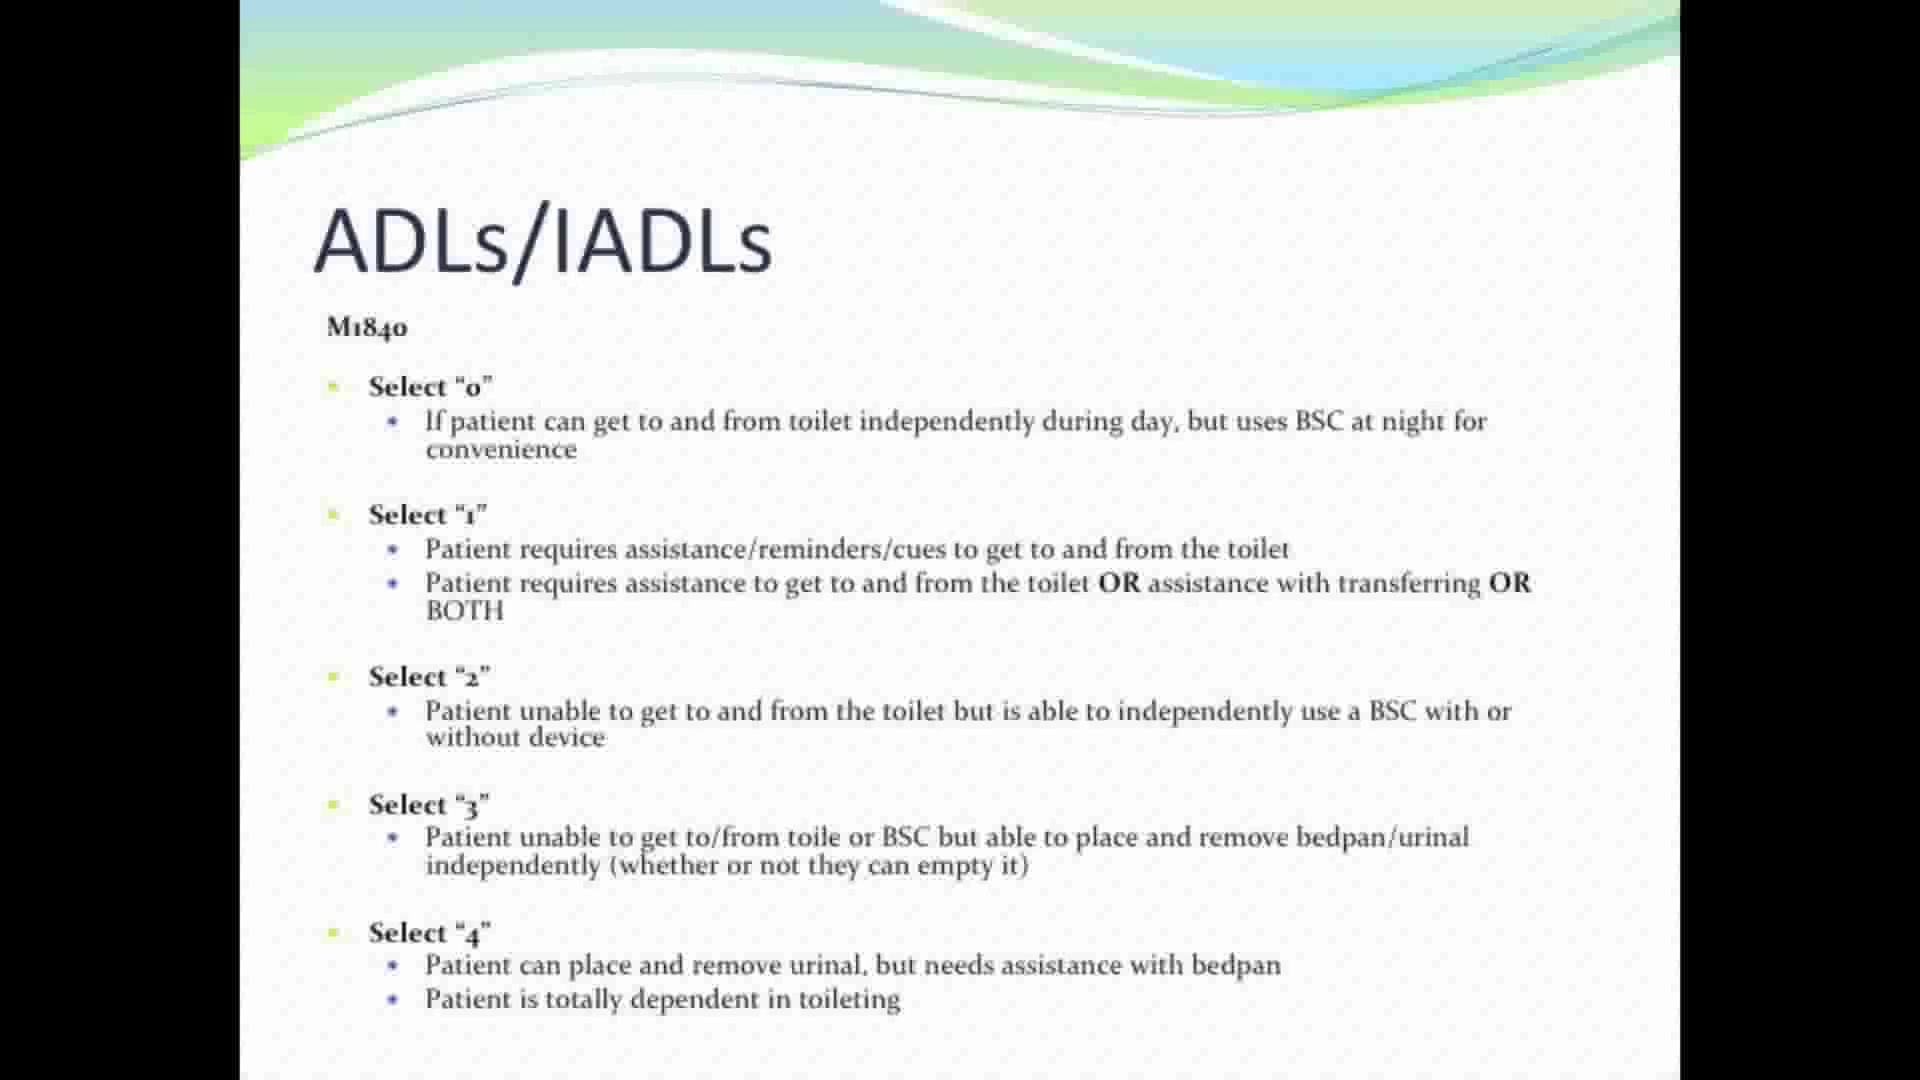 ADLs/IADLs
M1840
Select “0”
If patient can get to and from toilet independently during day, but uses BSC at night for
convenience
Select “1”
Patient requires assistance/reminders/cues to get to and from the toilet
Patient requires assistance to get to and from the toilet OR assistance with transferring OR
BOTH
Select “2”
Patient unable to get to and from the toilet but is able to independently use a BSC with or
without device
Select “3”
Patient unable to get to/from toile or BSC but able to place and remove bedpan/urinal
independently (whether or not they can empty it)
Select “4”
Patient can place and remove urinal, but needs assistance with bedpan
Patient is totally dependent in toileting